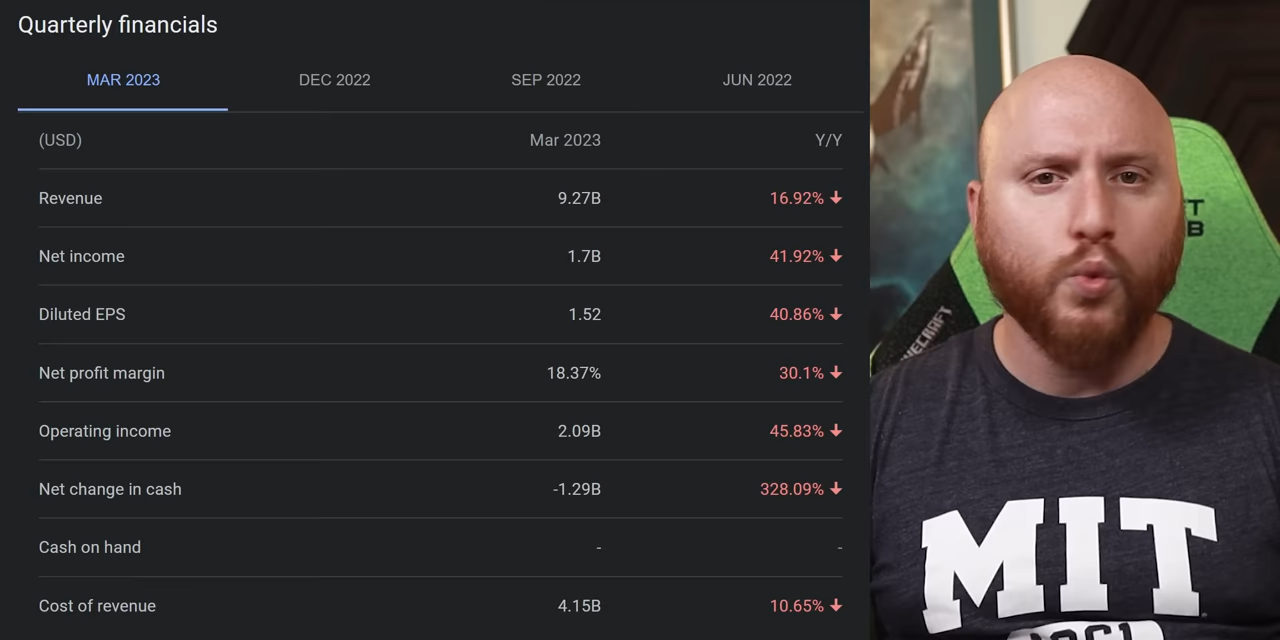 Quarterly financials
MAR 2023 DEC 2022 SEP 2022 JUN 2022
(USD) Mar 2023 Y/Y
Revenue 9.27B 16.92%
Net income 1.7B 41.92%
Diluted EPS 1.52 40.86%
Net profit margin 18.37% 30.1%
Operating income 2.09B 45.83%
Net change in cash -1.29B 328.09%
Cash on hand - -
Cost of revenue 4.15B 10.65%
MIT